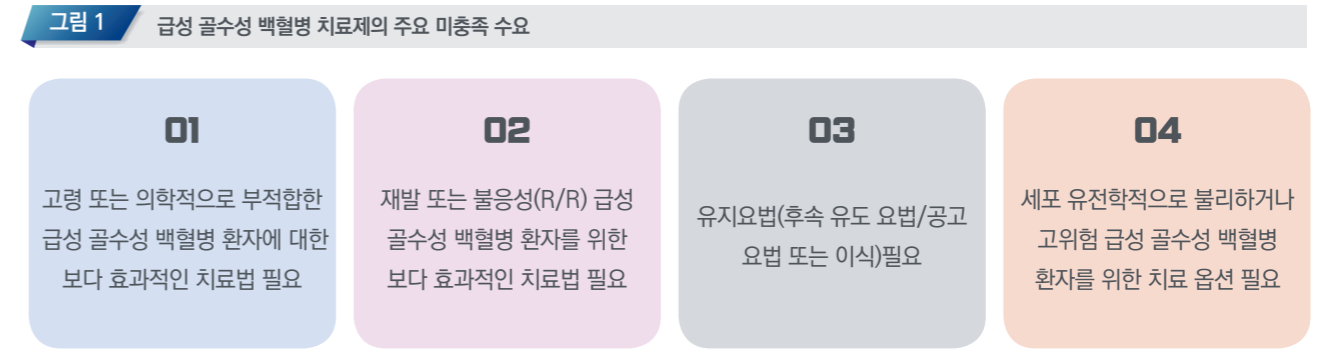 그림 1
급성 골수성 백혈병 치료제의 주요 미충족 수요
01
고령 또는 의학적으로 부적합한
급성 골수성 백혈병 환자에 대한
보다 효과적인 치료법 필요
02
재발 또는 불응성(R/R) 급성
골수성 백혈병 환자를 위한
보다 효과적인 치료법 필요
03
유지요법(후속 유도 요법/공고
요법 또는 이식)필요
04
세포 유전학적으로 불리하거나
고위험 급성 골수성 백혈병
환자를 위한 치료 옵션 필요